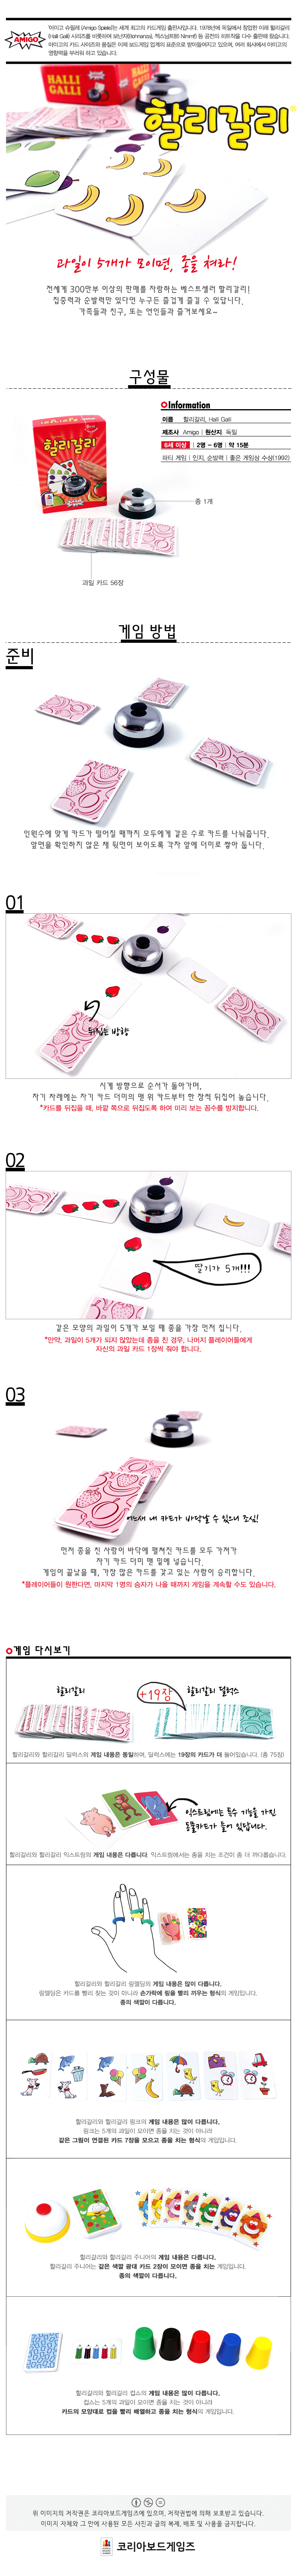 AMIGO
'아미고 슈필레'(Amigo Spiele)는 세계 최고의 카드게임 출판사입니다. 1978년에 독일에서 창업한 이래 할리갈리
(Halli Galli) 시리즈를 비롯하여 보난자(Bohnanza), 젝스님트(6 Nimmt!) 등 굴지의 히트작을 다수 출판해 왔습니다.
아미고의 카드 사이즈와 품질은 이제 보드게임 업계의 표준으로 받아들여지고 있으며, 여러 회사에서 아미고의
영향력을 부러워 하고 있습니다.
HALLI
GALLI
할리갈리
과일이 5개가 모이면, 종을 쳐라!
전세계 300만부 이상의 판매를 자랑하는 베스트셀러 할리갈리!
집중력과 순발력만 있다면 누구든 즐겁게 즐길 수 있답니다.
가족들과 친구, 또는 연인들과 즐겨보세요~
구성물
Information
이름 할리갈리, Halli Galli
제조사 Amigo | 원산지 독일
6세 이상 | 2명 - 6명 | 약 15분
파티 게임 | 인지, 순발력 | 좋은 게임상 수상(1992)
할리갈리
종 1개
과일 카드 56장
게임 방법
준비
인원수에 맞게 카드가 떨어질 때까지 모두에게 같은 수로 카드를 나눠줍니다.
앞면을 확인하지 않은 채 뒷면이 보이도록 각자 앞에 더미로 쌓아 둡니다.
01
뒤집는 방향
시계 방향으로 순서가 돌아가며,
자기 차례에는 자기 카드 더미의 맨 위 카드부터 한 장씩 뒤집어 놓습니다.
*카드를 뒤집을 때, 바깥 쪽으로 뒤집도록 하여 미리 보는 꼼수를 방지합니다.
02
딸기가 5개!!!
같은 모양의 과일이 5개가 보일 때 종을 가장 먼저 칩니다.
*만약, 과일이 5개가 되지 않았는데 종을 친 경우, 나머지 플레이어들에게
자신의 과일 카드 1장씩 줘야 합니다.
03
어느새 내 카드가 바닥날 수 있으니 조심!
먼저 종을 친 사람이 바닥에 펼쳐진 카드를 모두 가져가
자기 카드 더미 맨 밑에 넣습니다.
게임이 끝났을 때, 가장 많은 카드를 갖고 있는 사람이 승리합니다.
*플레이어들이 원한다면, 마지막 1명의 승자가 나올 때까지 게임을 계속할 수도 있습니다.
게임 다시보기
할리갈리
+19장
할리갈리 딜럭스
할리갈리와 할리갈리 딜럭스의 게임 내용은 동일하며, 딜럭스에는 19장의 카드가 더 들어있습니다. (총 75장)
익스트림에는 특수 기능을 가진
동물카드가 들어 있답니다.
할리갈리와 할리갈리 익스트림의 게임 내용은 다릅니다. 익스트림에서는 종을 치는 조건이 좀 더 까다롭습니다.
할리갈리와 할리갈리 링엘딩의 게임 내용은 많이 다릅니다.
링엘딩은 카드를 빨리 찾는 것이 아니라 손가락에 링을 빨리 끼우는 형식의 게임입니다.
종의 색깔이 다릅니다.
할리갈리와 할리갈리 링크의 게임 내용은 많이 다릅니다.
링크는 5개의 과일이 모이면 종을 치는 것이 아니라
같은 그림이 연결된 카드 7장을 모으고 종을 치는 형식의 게임입니다.
할리갈리와 할리갈리 주니어의 게임 내용은 다릅니다.
할리갈리 주니어는 같은 색깔 광대 카드 2장이 모이면 종을 치는 게임입니다.
종의 색깔이 다릅니다.
할리갈리와 할리갈리 컵스의 게임 내용은 많이 다릅니다.
컵스는 5개의 과일이 모이면 종을 치는 것이 아니라
카드의 모양대로 컵을 빨리 배열하고 종을 치는 형식의 게임입니다.
위 이미지의 저작권은 코리아보드게임즈에 있으며, 저작권법에 의해 보호받고 있습니다.
이미지 자체와 그 안에 사용된 모든 사진과 글의 복제, 배포 및 사용을 금지합니다.
코리아보드게임즈